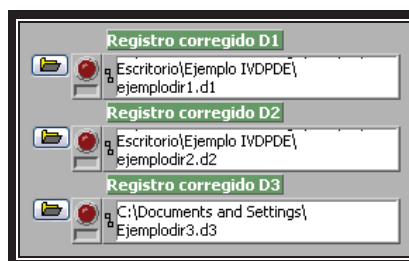 Registro corregido D1
Escritorio\Ejemplo IVDPDE\
ejemplodir1.d1
Registro corregido D2
Escritorio\Ejemplo IVDPDE\
ejemplodir2.d2
Registro corregido D3
C:\Documents and Settings\
Ejemplodir3.d3